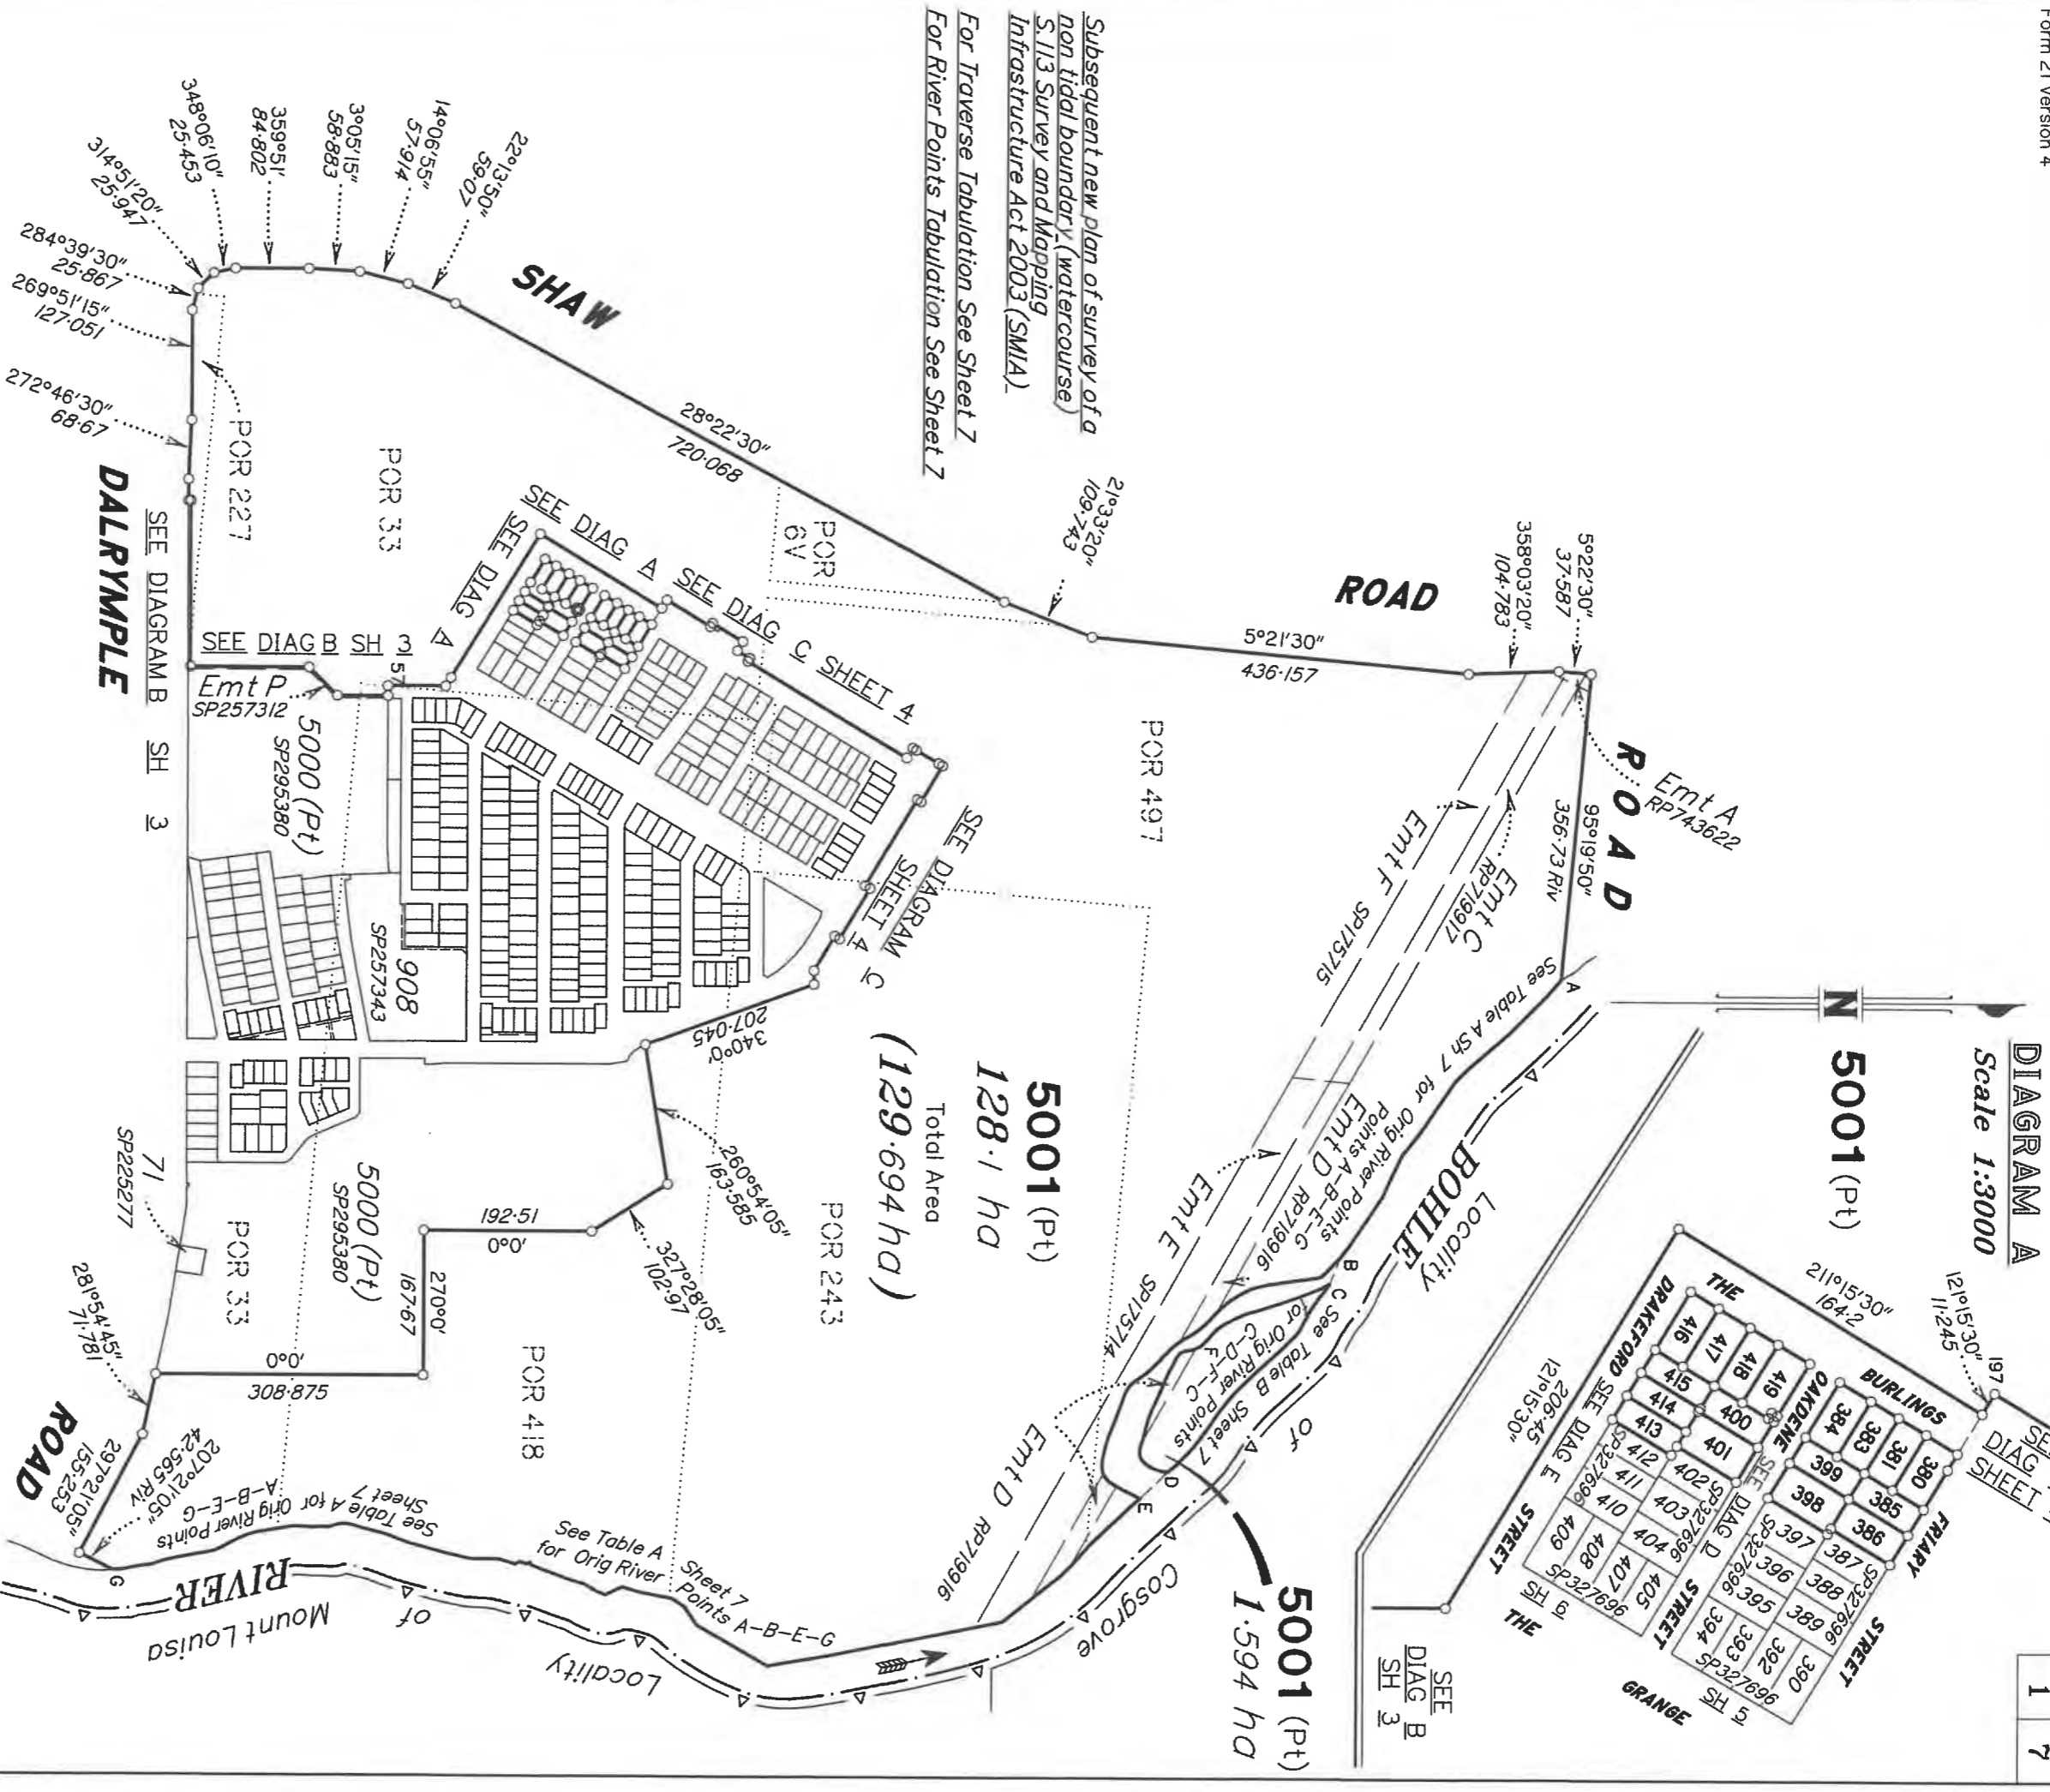 Form 21 Version 4
1
7
Subsequent new plan of survey of a
non tidal boundary (watercourse)
S.113 Survey and Mapping
Infrastructure Act 2003 (SMIA).
For Traverse Tabulation See Sheet 7
For River Points Tabulation See Sheet 7
DIAGRAM A
Scale 1:3000
N
5001 (Pt)
211°15'30"
164·2
121°15'30"
11·245
197
DIAG
SHEET
THE
BURLINGS
DRAKEFORD
STREET
OAKDENE
STREET
FRIARY
STREET
THE
GRANGE
206·45
121°15'30"
SEE DIAG E
SH 6
SEE DIAG D
SH 5
416
417
418
419
415
414
413
400
401
412
411
410
409
402
403
404
408
407
405
SP327696
SP327696
SP327696
384
383
381
380
399
398
385
386
397
396
395
394
387
388
389
393
392
390
SP327696
SP327696
SP327696
SEE
DIAG B
SH 3
SHAW
ROAD
22°13'50"
59·07
14°06'55"
57·914
3°05'15"
58·883
359°51'
84·802
348°06'10"
25·453
314°51'20"
25·947
284°39'30"
25·867
269°51'15"
127·051
272°46'30"
68·67
28°22'30"
720·068
21°33'20"
109·743
5°21'30"
436·157
358°03'20"
104·783
5°22'30"
37·587
ROAD
Emt A
RP743622
95°19'50"
356·73 Riv
POR 227
POR 33
POR
6V
POR 497
DALRYMPLE
SEE DIAGRAM B SH 3
SEE DIAG B SH 3
SEE DIAG A
SEE DIAG A
SEE DIAG C SHEET 4
SEE DIAGRAM C
SHEET 4
57
Emt P
SP257312
5000 (Pt)
SP295380
908
SP257343
340°0'
207·045
260°54'05"
163·585
327°28'05"
102·97
192·51
0°0'
270°0'
167·67
0°0'
308·875
5000 (Pt)
SP295380
71
SP225277
POR 33
281°54'45"
71·781
ROAD
297°21'05"
155·253
207°21'05"
42·565 Riv
POR 418
POR 243
5001 (Pt)
128·1 ha
Total Area
(129·694 ha)
Emt F SP175715
Emt C
RP719917
Emt D RP719916
Emt E SP175714
Emt D RP719916
See Table A Sh 7 for Orig River Points
Points A-B-E-G
A
B
C
D
E
F
G
See Table B Sheet 7
for Orig River Points
C-D-F-C
5001 (Pt)
1·594 ha
BOHLE
RIVER
Locality
of
Cosgrove
Locality
of
Mount Louisa
See Table A Sheet 7
for Orig River Points A-B-E-G
See Table A for Orig River Points
Sheet 7
A-B-E-G